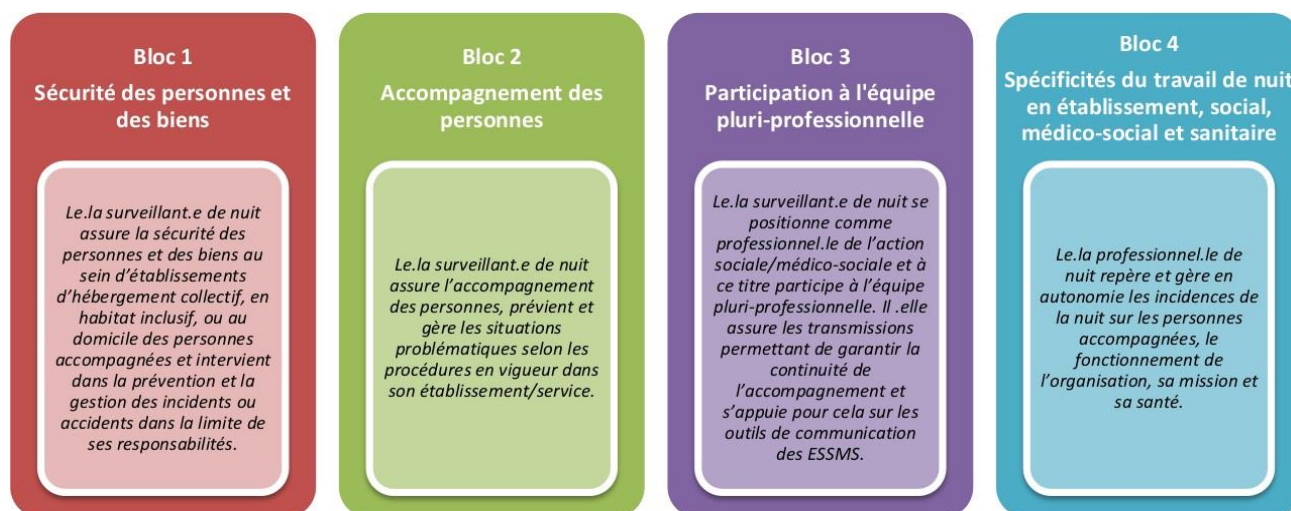 Bloc 1
Sécurité des personnes et
des biens
Le.la surveillant.e de nuit
assure la sécurité des
personnes et des biens au
sein d'établissements
d'hébergement collectif, en
habitat inclusif, ou au
domicile des personnes
accompagnées et intervient
dans la prévention et la
gestion des incidents ou
accidents dans la limite de
ses responsabilités.
Bloc 2
Accompagnement des
personnes
Le.la surveillant.e de nuit
assure l'accompagnement
des personnes, prévient et
gère les situations
problématiques selon les
procédures en vigueur dans
son établissement/service.
Bloc 3
Participation à l'équipe
pluri-professionnelle
Le.la surveillant.e de nuit se
positionne comme
professionnel.le de l'action
sociale/médico-sociale et à
ce titre participe à l'équipe
pluri-professionnelle. Il .elle
assure les transmissions
permettant de garantir la
continuité de
l'accompagnement et
s'appuie pour cela sur les
outils de communication
des ESSMS.
Bloc 4
Spécificités du travail de nuit
en établissement, social,
médico-social et sanitaire
Le.la professionnel.le de
nuit repère et gère en
autonomie les incidences de
la nuit sur les personnes
accompagnées, le
fonctionnement de
l'organisation, sa mission et
sa santé.